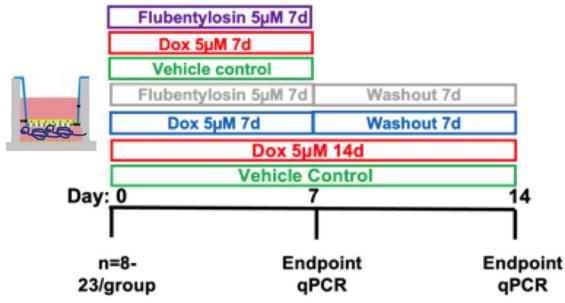 Flubentylosin 5µM 7d
Dox 5µM 7d
Vehicle control
Flubentylosin 5µM 7d Washout 7d
Dox 5µM 7d Washout 7d
Dox 5µM 14d
Vehicle Control
Day: 0 7 14
n=8-
23/group
Endpoint
qPCR
Endpoint
qPCR